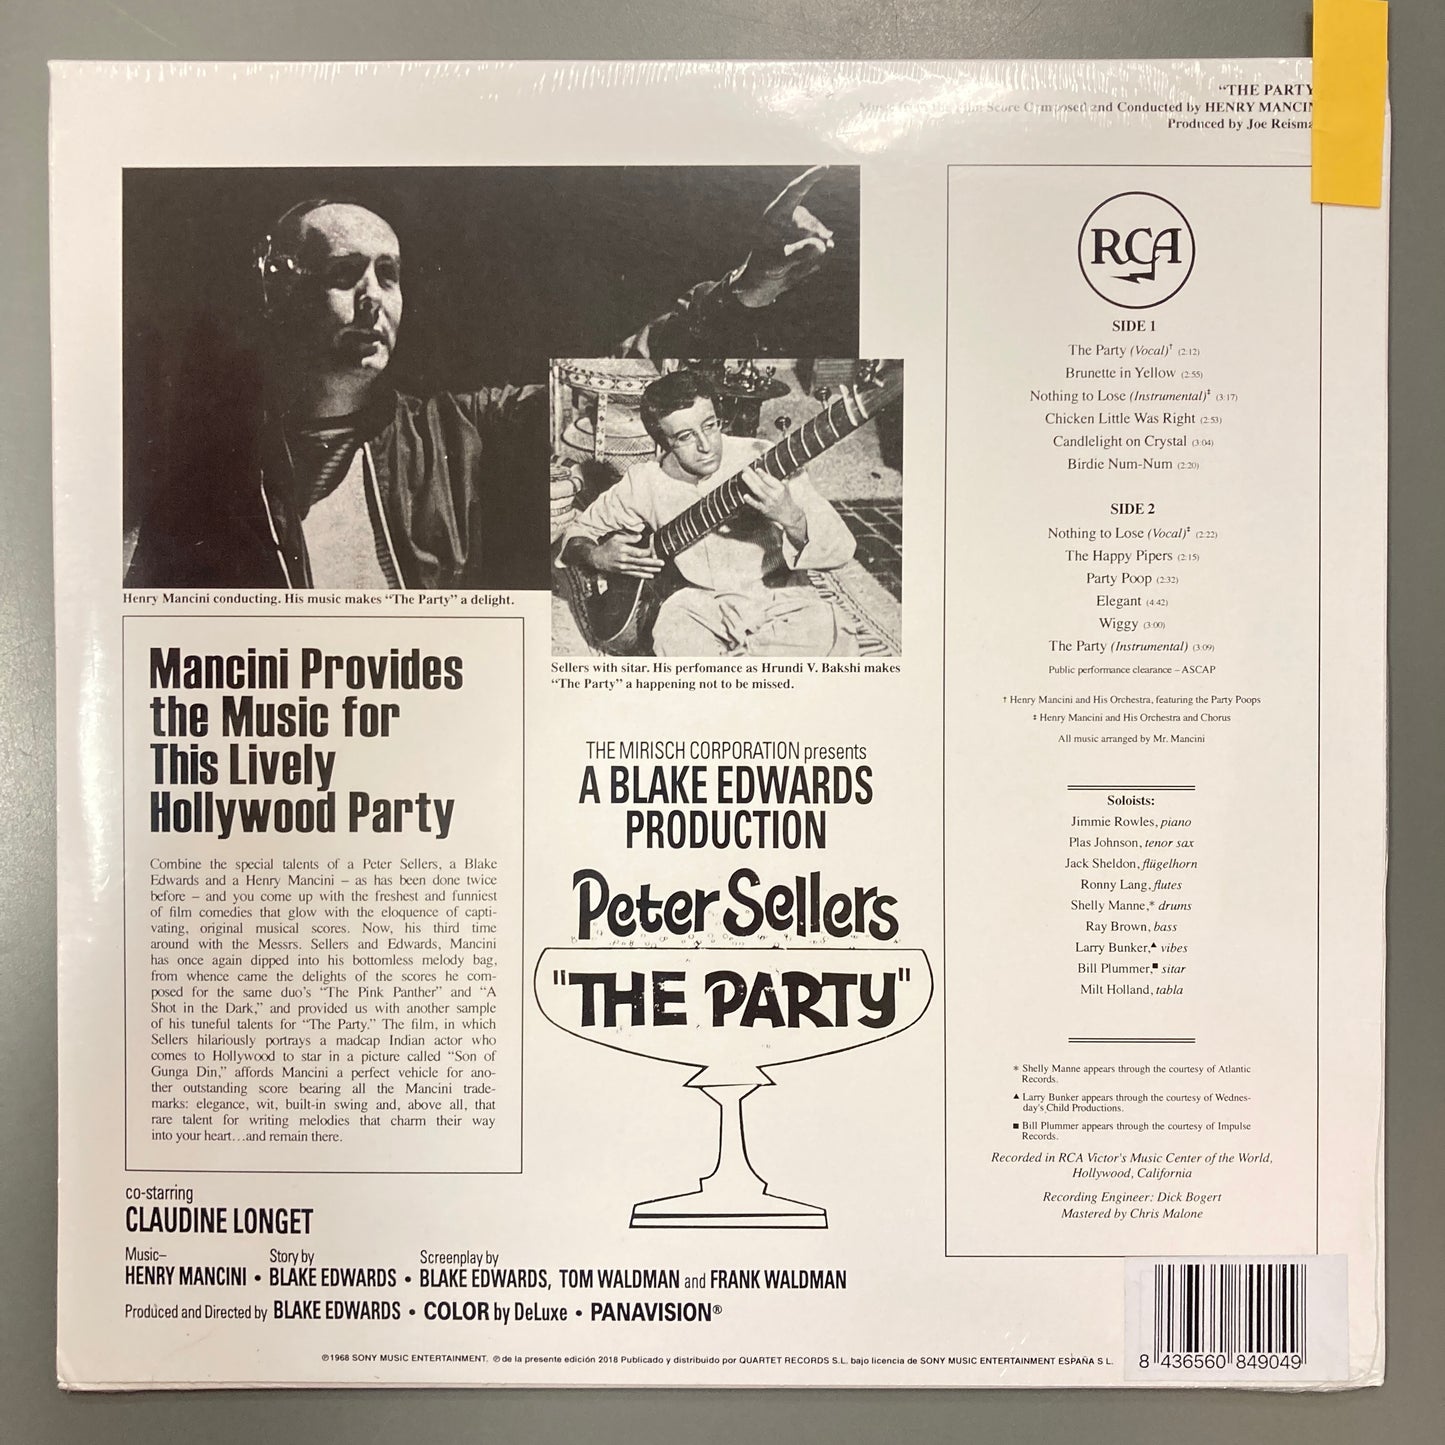 “THE PARTY
Music from the Film Score Composed and Conducted by HENRY MANCIN
Produced by Joe Reisma
Henry Mancini conducting. His music makes “The Party” a delight.
Sellers with sitar. His perfomance as Hrundi V. Bakshi makes
“The Party” a happening not to be missed.
Mancini Provides
the Music for
This Lively
Hollywood Party
Combine the special talents of a Peter Sellers, a Blake
Edwards and a Henry Mancini – as has been done twice
before – and you come up with the freshest and funniest
of film comedies that glow with the eloquence of capti-
vating, original musical scores. Now, his third time
around with the Messrs. Sellers and Edwards, Mancini
has once again dipped into his bottomless melody bag,
from whence came the delights of the scores he com-
posed for the same duo’s “The Pink Panther” and “A
Shot in the Dark,” and provided us with another sample
of his tuneful talents for “The Party.” The film, in which
Sellers hilariously portrays a madcap Indian actor who
comes to Hollywood to star in a picture called “Son of
Gunga Din,” affords Mancini a perfect vehicle for ano-
ther outstanding score bearing all the Mancini trade-
marks: elegance, wit, built-in swing and, above all, that
rare talent for writing melodies that charm their way
into your heart…and remain there.
THE MIRISCH CORPORATION presents
A BLAKE EDWARDS
PRODUCTION
Peter Sellers
"THE PARTY"
co-starring
CLAUDINE LONGET
Music– Story by Screenplay by
HENRY MANCINI • BLAKE EDWARDS • BLAKE EDWARDS, TOM WALDMAN and FRANK WALDMAN
Produced and Directed by BLAKE EDWARDS • COLOR by DeLuxe • PANAVISION®
RCA
SIDE 1
The Party (Vocal)† (2:12)
Brunette in Yellow (2:55)
Nothing to Lose (Instrumental)‡ (3:17)
Chicken Little Was Right (2:53)
Candlelight on Crystal (3:04)
Birdie Num-Num (2:20)
SIDE 2
Nothing to Lose (Vocal)‡ (2:22)
The Happy Pipers (2:15)
Party Poop (2:32)
Elegant (4:42)
Wiggy (3:00)
The Party (Instrumental) (3:09)
Public performance clearance – ASCAP
† Henry Mancini and His Orchestra, featuring the Party Poops
‡ Henry Mancini and His Orchestra and Chorus
All music arranged by Mr. Mancini
Soloists:
Jimmie Rowles, piano
Plas Johnson, tenor sax
Jack Sheldon, flügelhorn
Ronny Lang, flutes
Shelly Manne,* drums
Ray Brown, bass
Larry Bunker,▲ vibes
Bill Plummer,■ sitar
Milt Holland, tabla
* Shelly Manne appears through the courtesy of Atlantic
Records.
▲ Larry Bunker appears through the courtesy of Wednes-
day's Child Productions.
■ Bill Plummer appears through the courtesy of Impulse
Records.
Recorded in RCA Victor's Music Center of the World,
Hollywood, California
Recording Engineer: Dick Bogert
Mastered by Chris Malone
℗1968 SONY MUSIC ENTERTAINMENT. ℗ de la presente edición 2018 Publicado y distribuido por QUARTET RECORDS S.L. bajo licencia de SONY MUSIC ENTERTAINMENT ESPAÑA S L.
8 436560 849049